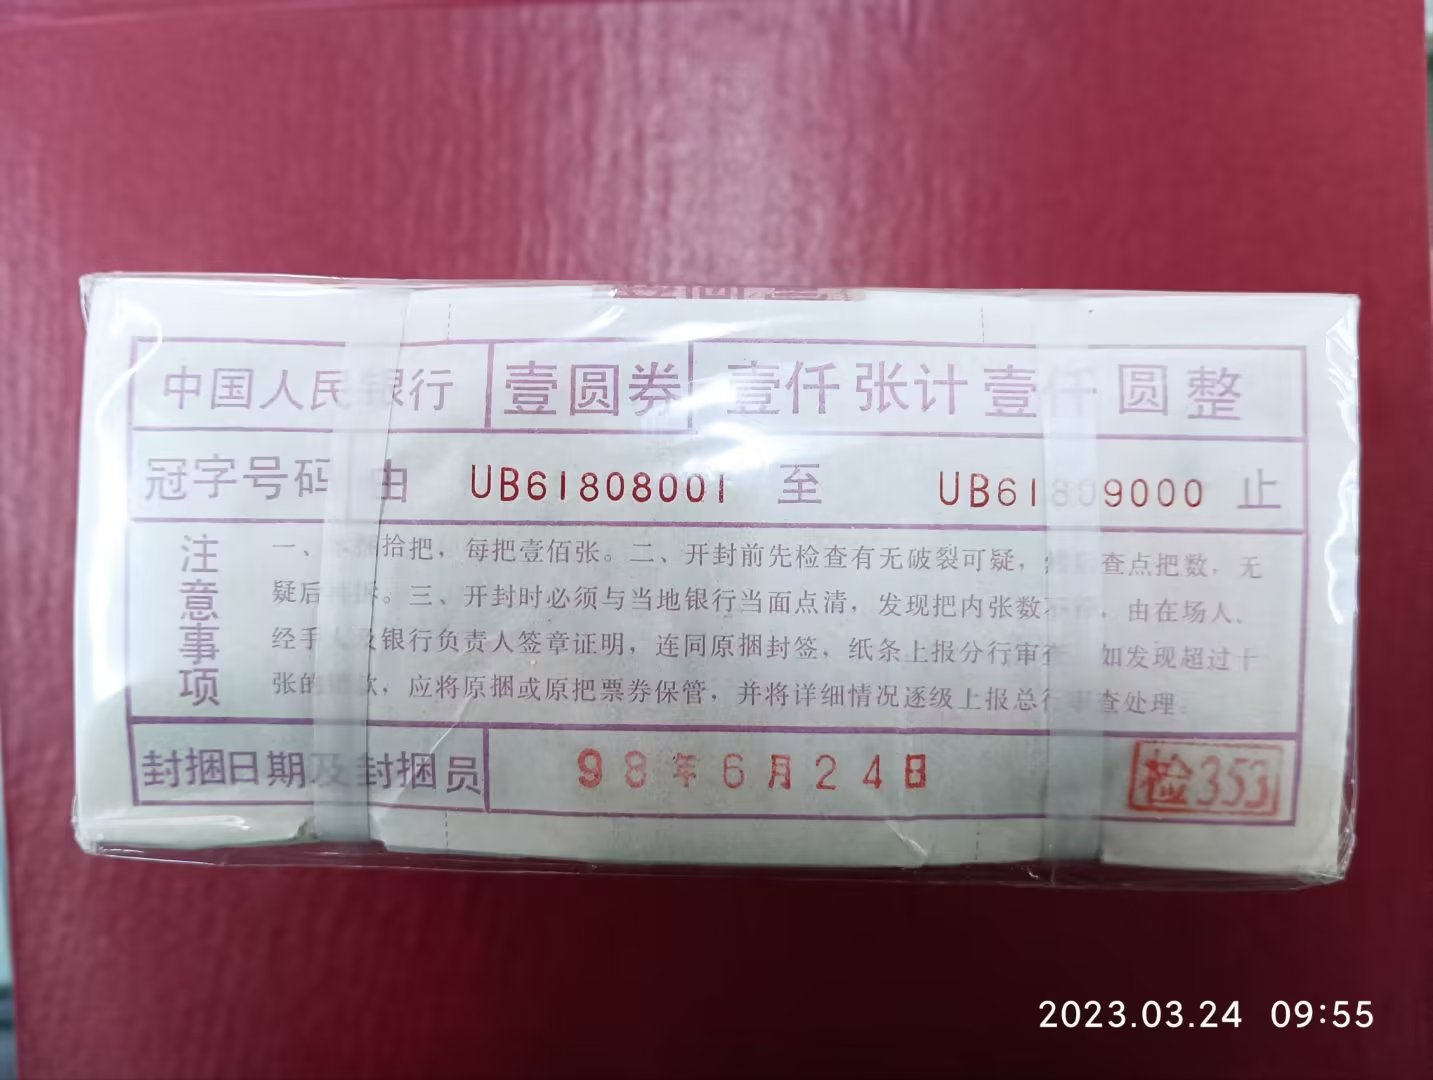 中国人民银行 壹圆券 壹仟张计壹仟圆整
冠字号码 由 UB61808001 至 UB61809000 止
注意事项
一、 拾把，每把壹佰张。二、开封前先检查有无破裂可疑， 查点把数，无
疑后 。三、开封时必须与当地银行当面点清，发现把内张数 ，由在场人、
经手 及银行负责人签章证明，连同原捆封签，纸条上报分行审查 如发现超过十
张的 款，应将原捆或原把票券保管，并将详细情况逐级上报总行审查处理。
封捆日期及封捆员 98年6月24日 检353
2023.03.24 09:55